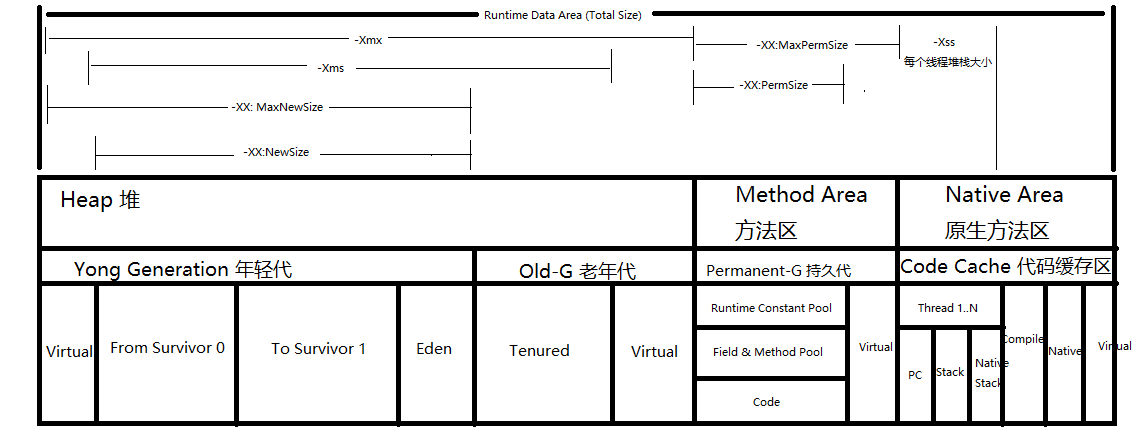 Runtime Data Area (Total Size)
-Xmx
-XX:MaxPermSize
-Xss
每个线程堆栈大小
-Xms
-XX:PermSize
-XX: MaxNewSize
-XX:NewSize
Heap 堆
Method Area
方法区
Native Area
原生方法区
Yong Generation 年轻代
Old-G 老年代
Permanent-G 持久代
Code Cache 代码缓存区
Virtual
From Survivor 0
To Survivor 1
Eden
Tenured
Virtual
Runtime Constant Pool
Field & Method Pool
Code
Virtual
Thread 1..N
PC
Stack
Native
Stack
Compile
Native
Virtual